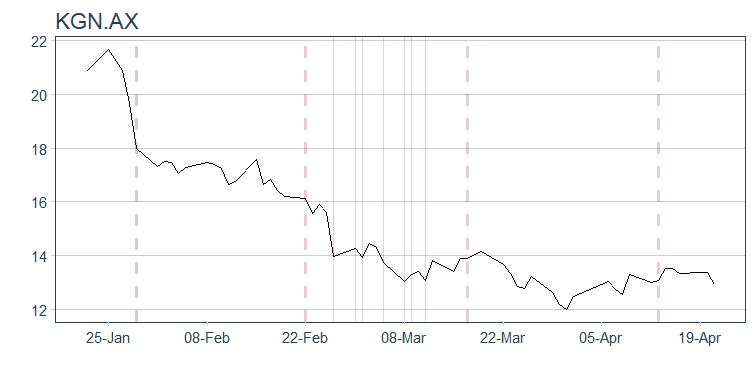 KGN.AX
22
20
18
16
14
12
25-Jan
08-Feb
22-Feb
08-Mar
22-Mar
05-Apr
19-Apr